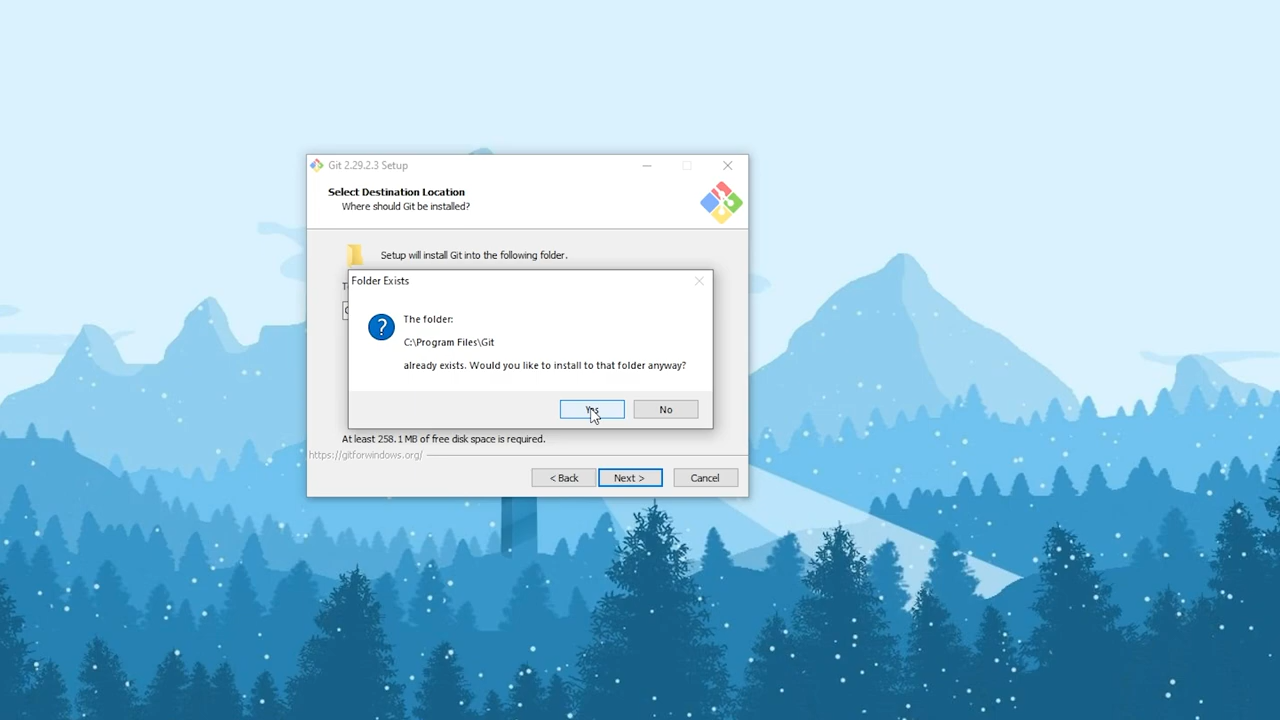 Git 2.29.2.3 Setup
Select Destination Location
Where should Git be installed?
Setup will install Git into the following folder.
Folder Exists
The folder:
C:\Program Files\Git
already exists. Would you like to install to that folder anyway?
Yes No
At least 258.1 MB of free disk space is required.
https://gitforwindows.org/
< Back Next > Cancel